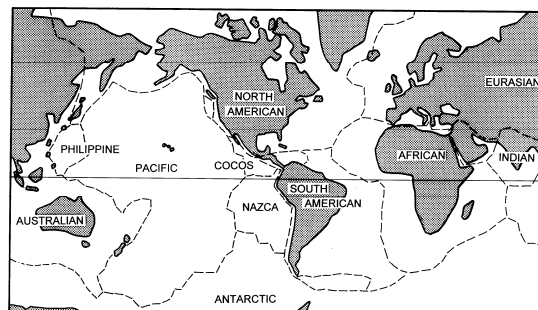 EURASIAN
NORTH
AMERICAN
PHILIPPINE
AFRICAN
INDIAN
PACIFIC
COCOS
SOUTH
AMERICAN
NAZCA
AUSTRALIAN
ANTARCTIC